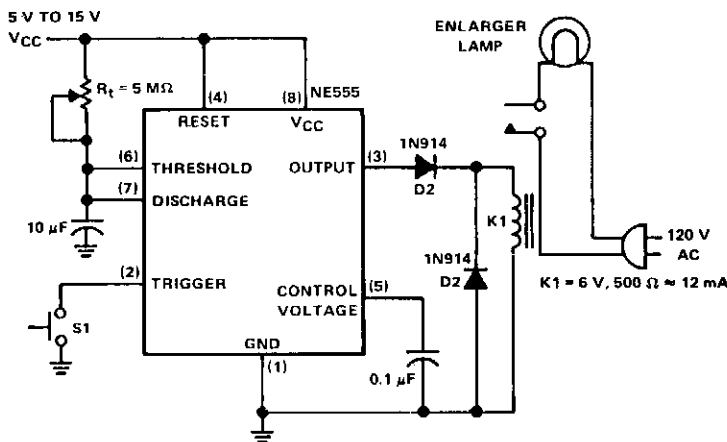 5 V TO 15 V
VCC
Rt = 5 MΩ
(4)
(8)
NE555
RESET
VCC
(6)
THRESHOLD
OUTPUT
(3)
(7)
DISCHARGE
10 µF
(2)
TRIGGER
S1
CONTROL
VOLTAGE
(5)
GND
(1)
0.1 µF
1N914
D2
1N914
D2
K1
ENLARGER
LAMP
120 V
AC
K1 = 6 V, 500 Ω ≈ 12 mA